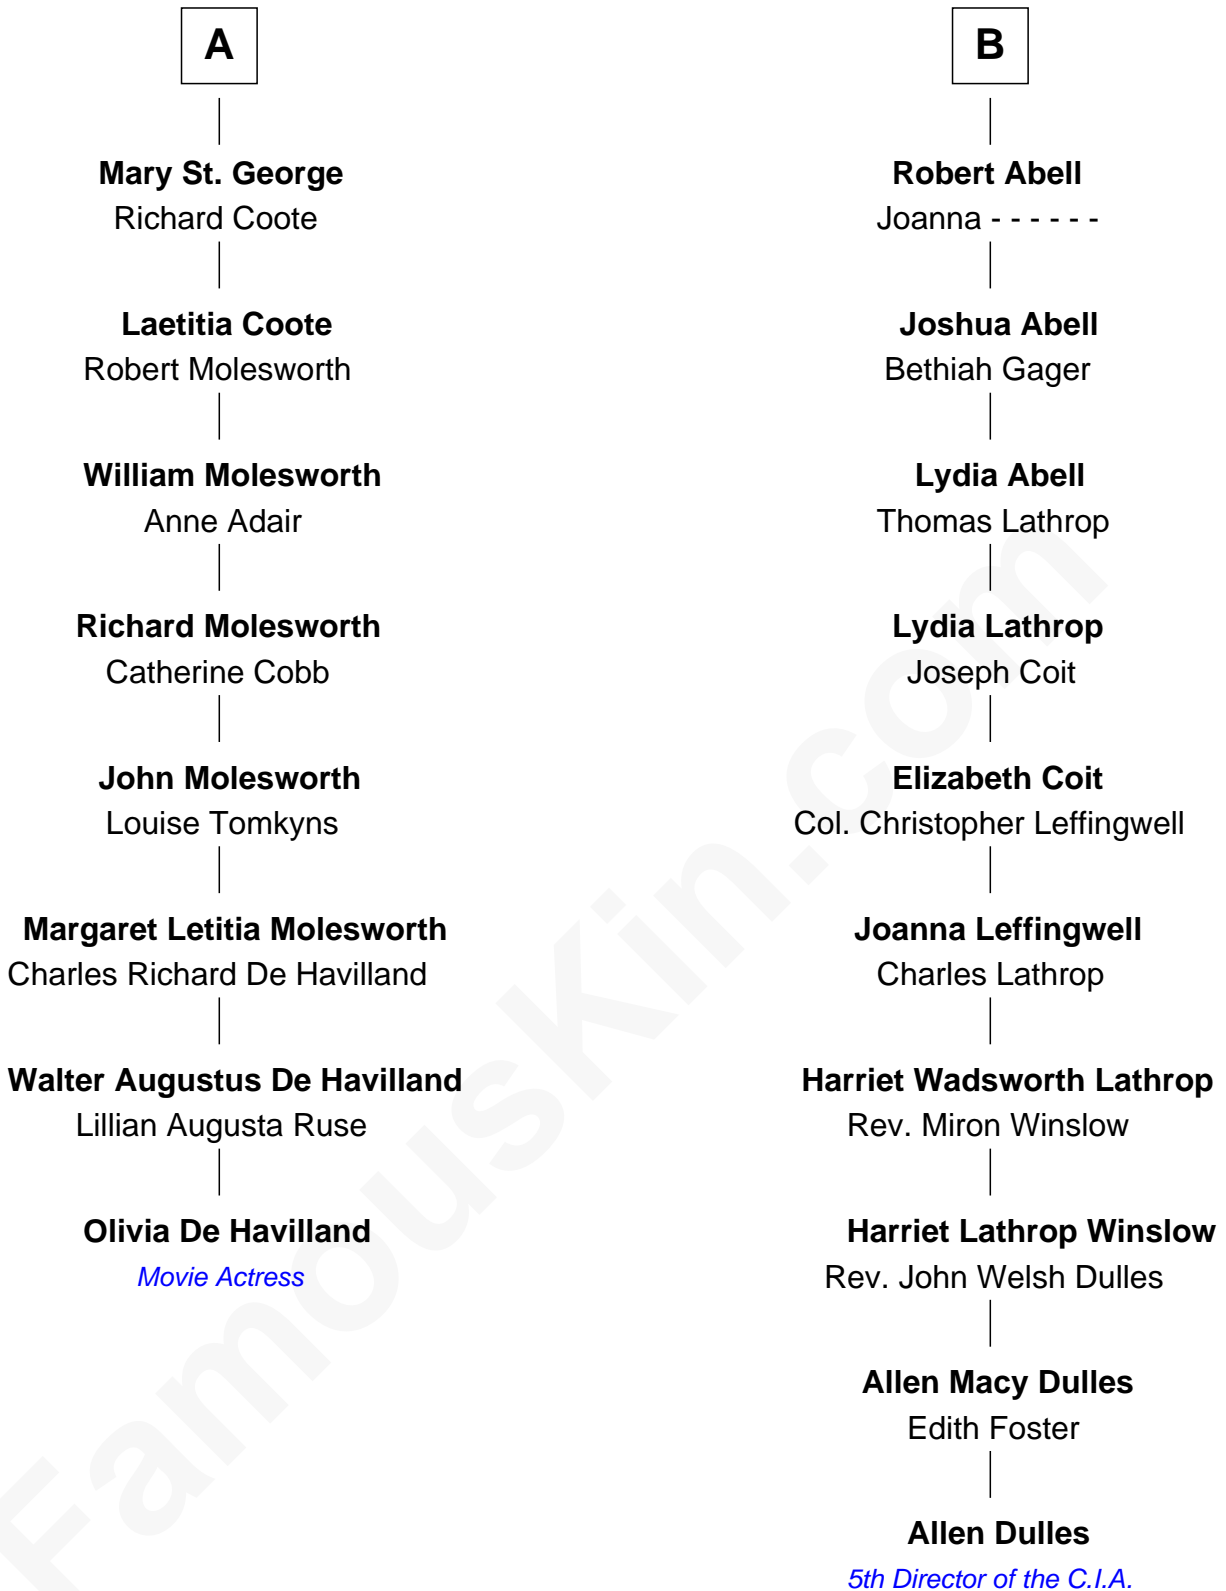 A
Mary St. George
Richard Coote
Laetitia Coote
Robert Molesworth
William Molesworth
Anne Adair
Richard Molesworth
Catherine Cobb
John Molesworth
Louise Tomkyns
Margaret Letitia Molesworth
Charles Richard De Havilland
Walter Augustus De Havilland
Lillian Augusta Ruse
Olivia De Havilland
Movie Actress
B
Robert Abell
Joanna - - - - - -
Joshua Abell
Bethiah Gager
Lydia Abell
Thomas Lathrop
Lydia Lathrop
Joseph Coit
Elizabeth Coit
Col. Christopher Leffingwell
Joanna Leffingwell
Charles Lathrop
Harriet Wadsworth Lathrop
Rev. Miron Winslow
Harriet Lathrop Winslow
Rev. John Welsh Dulles
Allen Macy Dulles
Edith Foster
Allen Dulles
5th Director of the C.I.A.
FamousKin.com